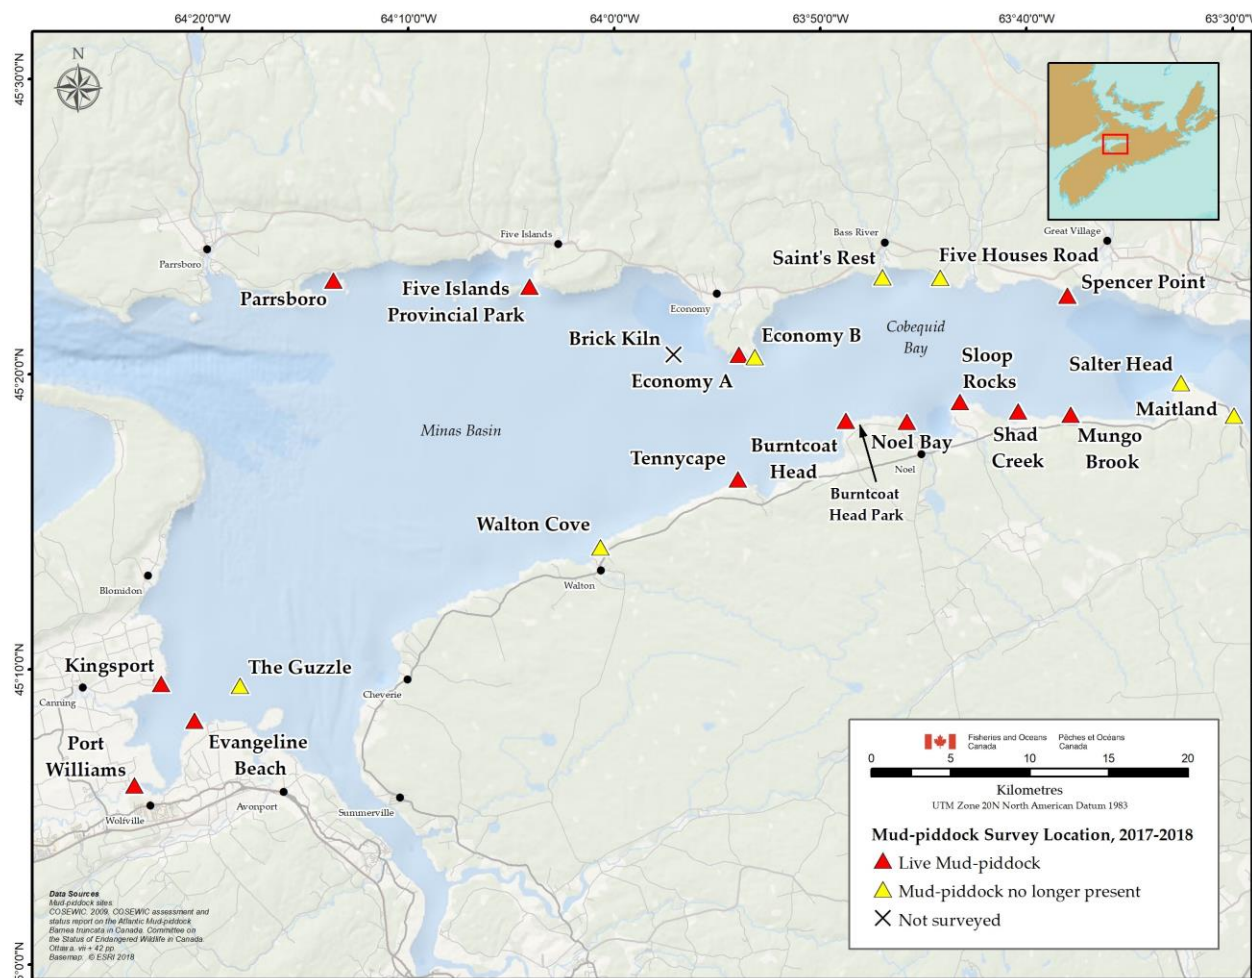 64°20'0"W
64°10'0"W
64°0'0"W
63°50'0"W
63°40'0"W
63°30'0"W
45°30'0"N
45°20'0"N
45°10'0"N
45°0'0"N
N
Great Village
Five Islands
Bass River
Parrsboro
Saint's Rest
Five Houses Road
Parrsboro
Five Islands
Provincial Park
Spencer Point
Economy
Brick Kiln
Economy B
Cobequid
Bay
Sloop
Rocks
Salter Head
Economy A
Maitland
Minas Basin
Tennycape
Burntcoat
Head
Noel Bay
Noel
Shad
Creek
Mungo
Brook
Burntcoat
Head Park
Walton Cove
Walton
Blomidon
Kingsport
The Guzzle
Canning
Cheverie
Port
Williams
Evangeline
Beach
Wolfville
Avonport
Summerville
Fisheries and Oceans
Canada
Pêches et Océans
Canada
0 5 10 15 20
Kilometres
UTM Zone 20N North American Datum 1983
Mud-piddock Survey Location, 2017-2018
Live Mud-piddock
Mud-piddock no longer present
Not surveyed
Data Sources
Mud-piddock sites
COSEWIC. 2009. COSEWIC assessment and
status report on the Atlantic Mud-piddock
Barnea truncata in Canada. Committee on
the Status of Endangered Wildlife in Canada.
Ottawa. vii + 42 pp.
Basemap: © ESRI 2018